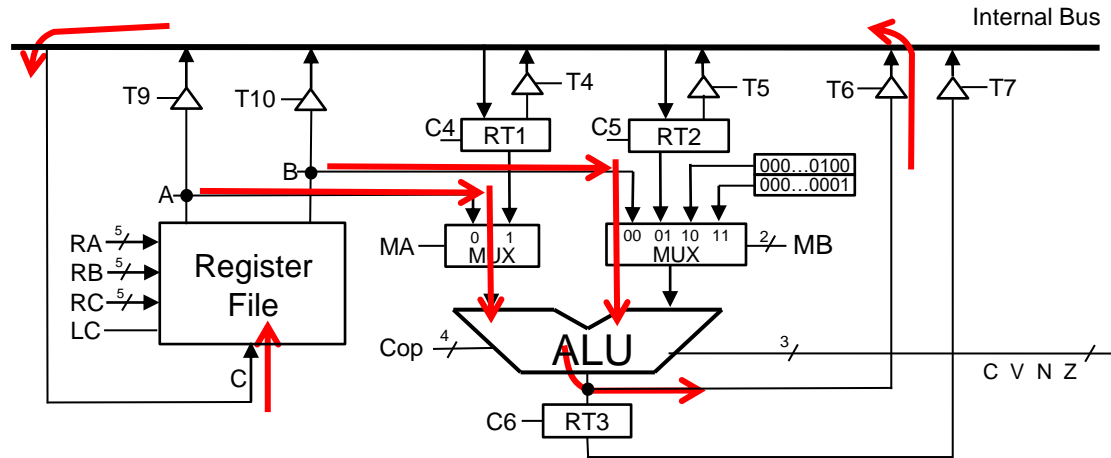 Internal Bus
T9
T10
T4
T5
T6
T7
C4
RT1
C5
RT2
000...0100
000...0001
B
A
RA
5
RB
5
RC
5
LC
Register
File
C
MA
0 1
MUX
00 01 10 11
MUX
2
MB
Cop
4
ALU
3
C V N Z
C6
RT3